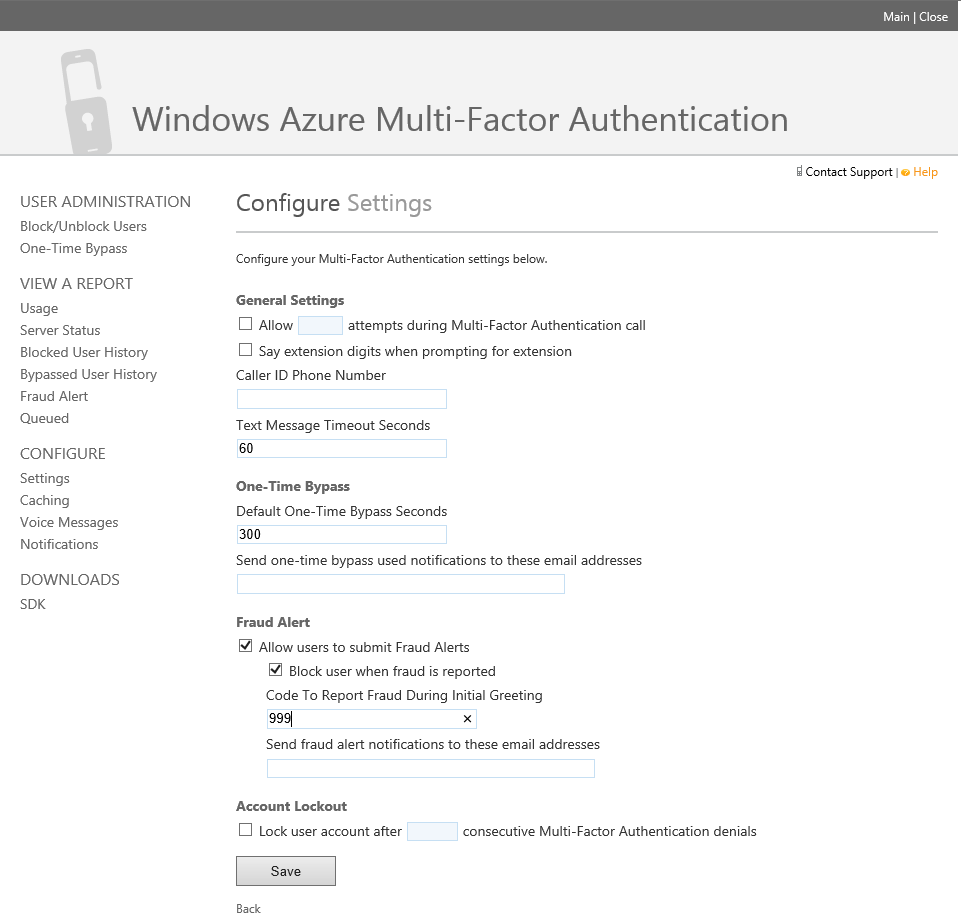 Main | Close
Windows Azure Multi-Factor Authentication
Contact Support | Help
USER ADMINISTRATION
Block/Unblock Users
One-Time Bypass
VIEW A REPORT
Usage
Server Status
Blocked User History
Bypassed User History
Fraud Alert
Queued
CONFIGURE
Settings
Caching
Voice Messages
Notifications
DOWNLOADS
SDK
Configure Settings
Configure your Multi-Factor Authentication settings below.
General Settings
Allow attempts during Multi-Factor Authentication call
Say extension digits when prompting for extension
Caller ID Phone Number
Text Message Timeout Seconds
60
One-Time Bypass
Default One-Time Bypass Seconds
300
Send one-time bypass used notifications to these email addresses
Fraud Alert
Allow users to submit Fraud Alerts
Block user when fraud is reported
Code To Report Fraud During Initial Greeting
999
Send fraud alert notifications to these email addresses
Account Lockout
Lock user account after consecutive Multi-Factor Authentication denials
Save
Back